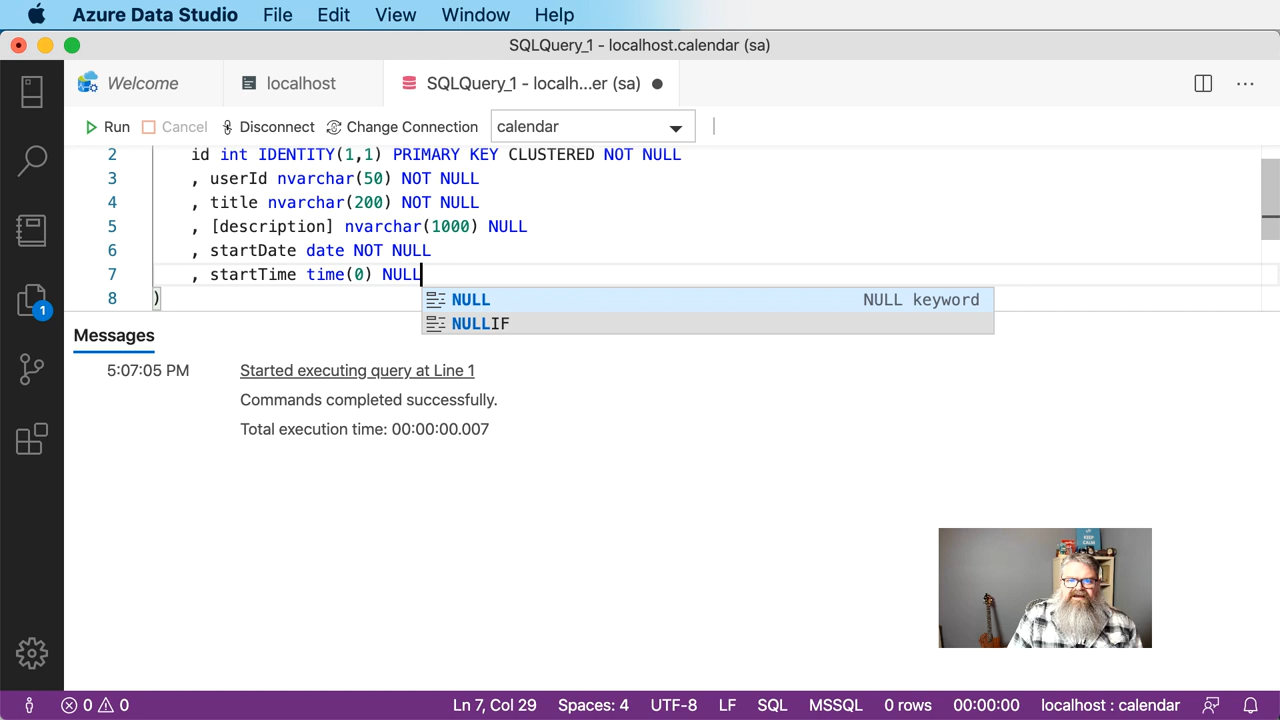 Azure Data Studio File Edit View Window Help
SQLQuery_1 - localhost.calendar (sa)
Welcome localhost SQLQuery_1 - localh...er (sa)
Run Cancel Disconnect Change Connection calendar
2 id int IDENTITY(1,1) PRIMARY KEY CLUSTERED NOT NULL
3 , userId nvarchar(50) NOT NULL
4 , title nvarchar(200) NOT NULL
5 , [description] nvarchar(1000) NULL
6 , startDate date NOT NULL
7 , startTime time(0) NULL
8 )
NULL NULL keyword
NULLIF
1
Messages
5:07:05 PM Started executing query at Line 1
Commands completed successfully.
Total execution time: 00:00:00.007
KEEP
CALM
0 0 Ln 7, Col 29 Spaces: 4 UTF-8 LF SQL MSSQL 0 rows 00:00:00 localhost : calendar